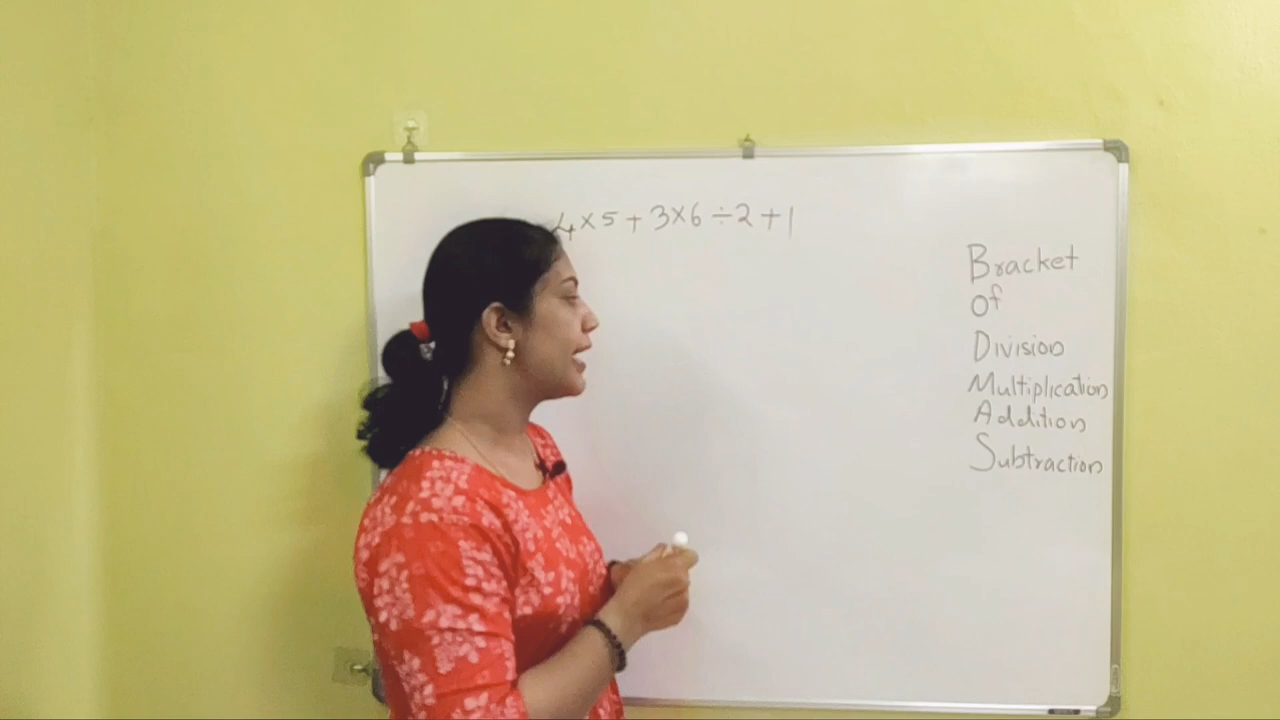 4×5+3×6÷2+1
Bracket
Of
Division
Multiplication
Addition
Subtraction